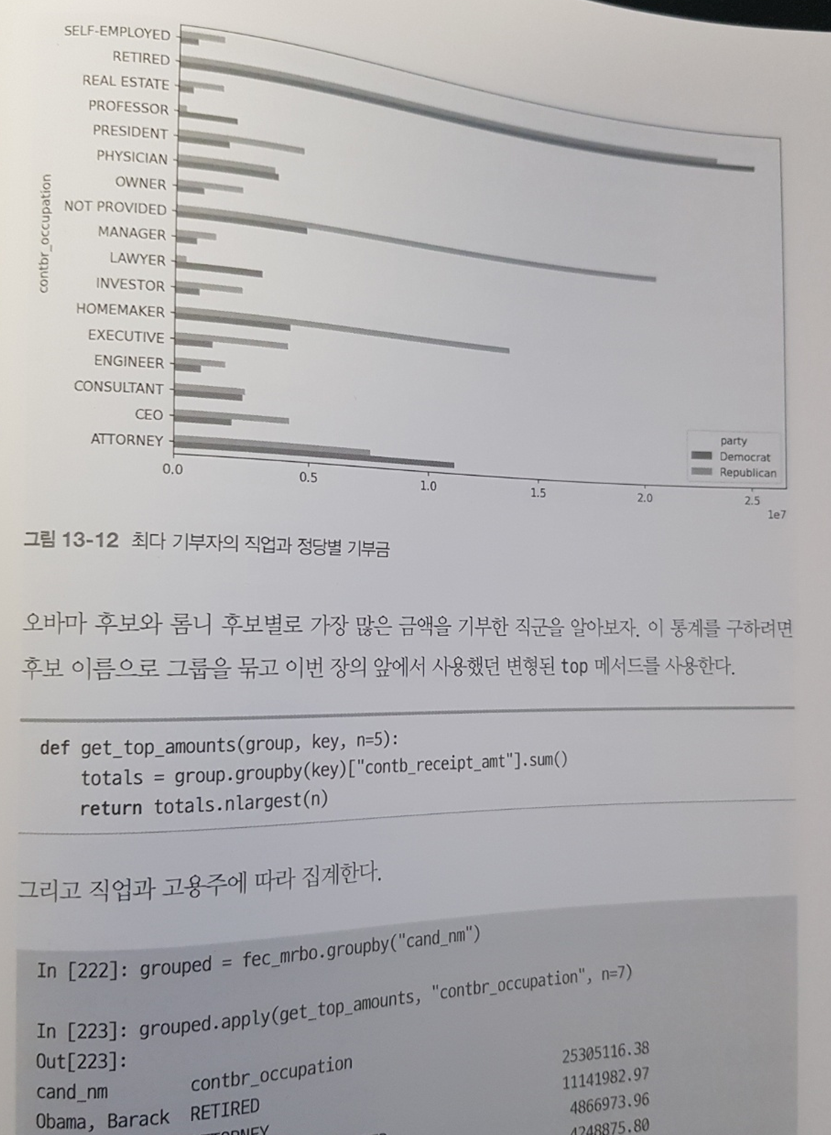 SELF-EMPLOYED
RETIRED
REAL ESTATE
PROFESSOR
PRESIDENT
PHYSICIAN
OWNER
NOT PROVIDED
MANAGER
LAWYER
INVESTOR
HOMEMAKER
EXECUTIVE
ENGINEER
CONSULTANT
CEO
ATTORNEY
contbr_occupation
party
Democrat
Republican
0.0 0.5 1.0 1.5 2.0 2.5
1e7
그림 13-12 최다 기부자의 직업과 정당별 기부금
오바마 후보와 롬니 후보별로 가장 많은 금액을 기부한 직군을 알아보자. 이 통계를 구하려면
후보 이름으로 그룹을 묶고 이번 장의 앞에서 사용했던 변형된 top 메서드를 사용한다.
def get_top_amounts(group, key, n=5):
    totals = group.groupby(key)["contb_receipt_amt"].sum()
    return totals.nlargest(n)
그리고 직업과 고용주에 따라 집계한다.
In [222]: grouped = fec_mrbo.groupby("cand_nm")
In [223]: grouped.apply(get_top_amounts, "contbr_occupation", n=7)
Out[223]:
cand_nm contbr_occupation
Obama, Barack RETIRED 25305116.38
11141982.97
4866973.96
4248875.80